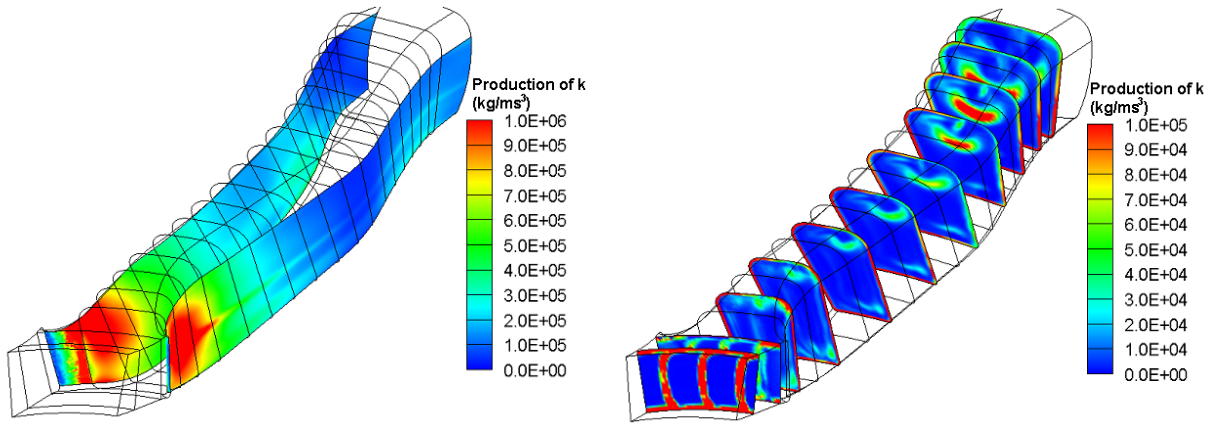 Production of k
(kg/ms³)
1.0E+06
9.0E+05
8.0E+05
7.0E+05
6.0E+05
5.0E+05
4.0E+05
3.0E+05
2.0E+05
1.0E+05
0.0E+00
Production of k
(kg/ms³)
1.0E+05
9.0E+04
8.0E+04
7.0E+04
6.0E+04
5.0E+04
4.0E+04
3.0E+04
2.0E+04
1.0E+04
0.0E+00